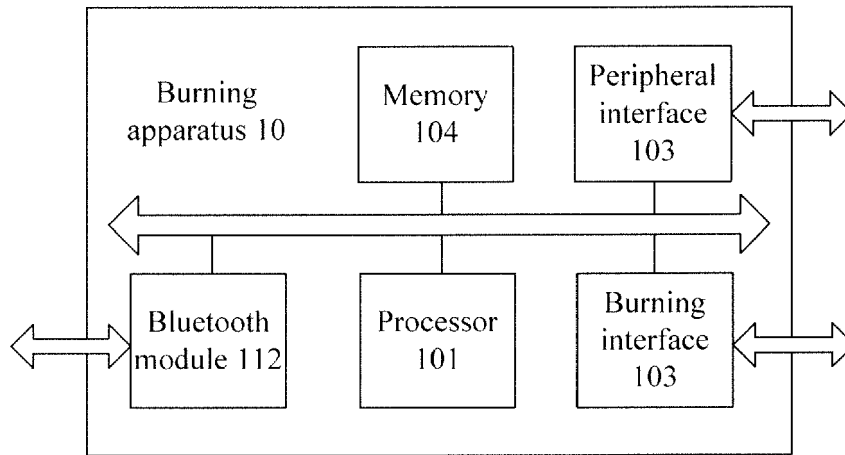 Burning
apparatus 10
Memory
104
Peripheral
interface
103
Bluetooth
module 112
Processor
101
Burning
interface
103